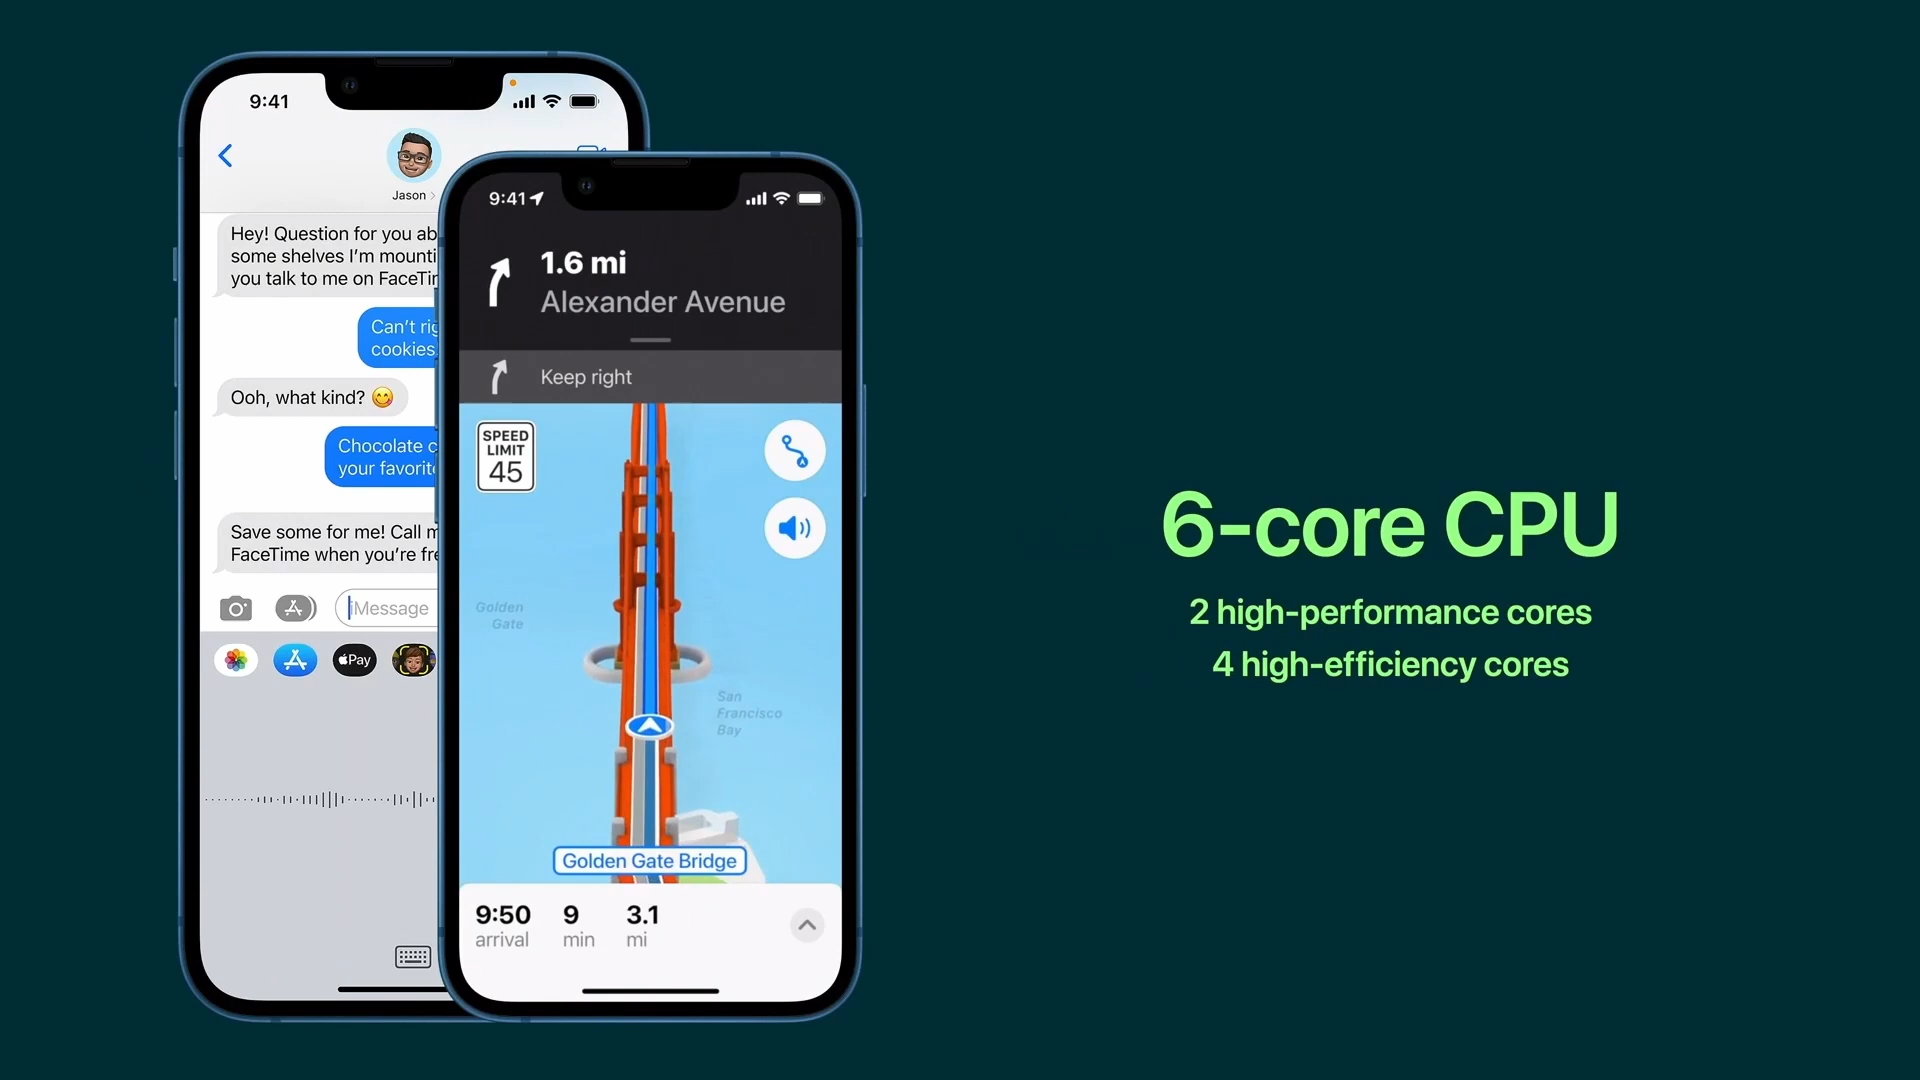 9:41
Jason
Hey! Question for you ab
some shelves I'm mounti
you talk to me on FaceTi
Can't rig
cookies
Ooh, what kind? 😋
Chocolate c
your favorit
Save some for me! Call m
FaceTime when you're fre
iMessage
Pay
9:41
1.6 mi
Alexander Avenue
Keep right
SPEED
LIMIT
45
Golden
Gate
San
Francisco
Bay
Golden Gate Bridge
9:50 9 3.1
arrival min mi
6-core CPU
2 high-performance cores
4 high-efficiency cores